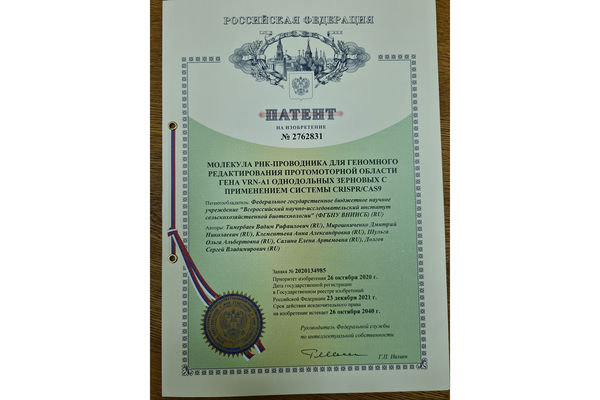 РОССИЙСКАЯ ФЕДЕРАЦИЯ
ПАТЕНТ
НА ИЗОБРЕТЕНИЕ
№ 2762831
МОЛЕКУЛА РНК-ПРОВОДНИКА ДЛЯ ГЕНОМНОГО
РЕДАКТИРОВАНИЯ ПРОТОМОТОРНОЙ ОБЛАСТИ
ГЕНА VRN-A1 ОДНОДОЛЬНЫХ ЗЕРНОВЫХ С
ПРИМЕНЕНИЕМ СИСТЕМЫ CRISPR/CAS9
Патентообладатель: Федеральное государственное бюджетное научное
учреждение "Всероссийский научно-исследовательский институт
сельскохозяйственной биотехнологии" (ФГБНУ ВНИИСБ) (RU)
Авторы: Тимербаев Вадим Рафаилович (RU), Мирошниченко Дмитрий
Николаевич (RU), Клементьева Анна Александровна (RU), Шульга
Ольга Альбертовна (RU), Салина Елена Артемовна (RU), Долгов
Сергей Владимирович (RU)
Заявка № 2020134985
Приоритет изобретения 26 октября 2020 г.
Дата государственной регистрации
в Государственном реестре изобретений
Российской Федерации 23 декабря 2021 г.
Срок действия исключительного права
на изобретение истекает 26 октября 2040 г.
Руководитель Федеральной службы
по интеллектуальной собственности
Г.П. Ивлиев